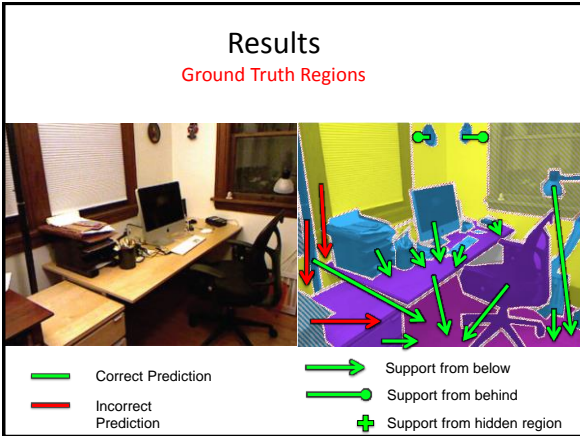 Results
Ground Truth Regions
Correct Prediction
Incorrect
Prediction
Support from below
Support from behind
Support from hidden region